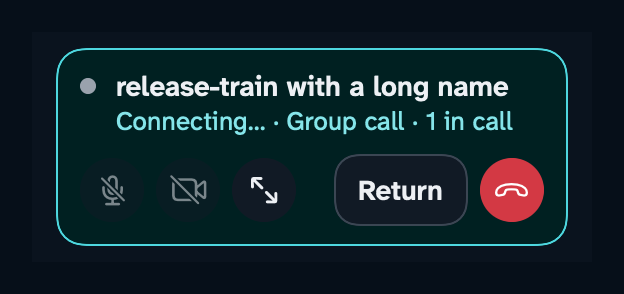 release-train with a long name
Connecting... · Group call · 1 in call
Return